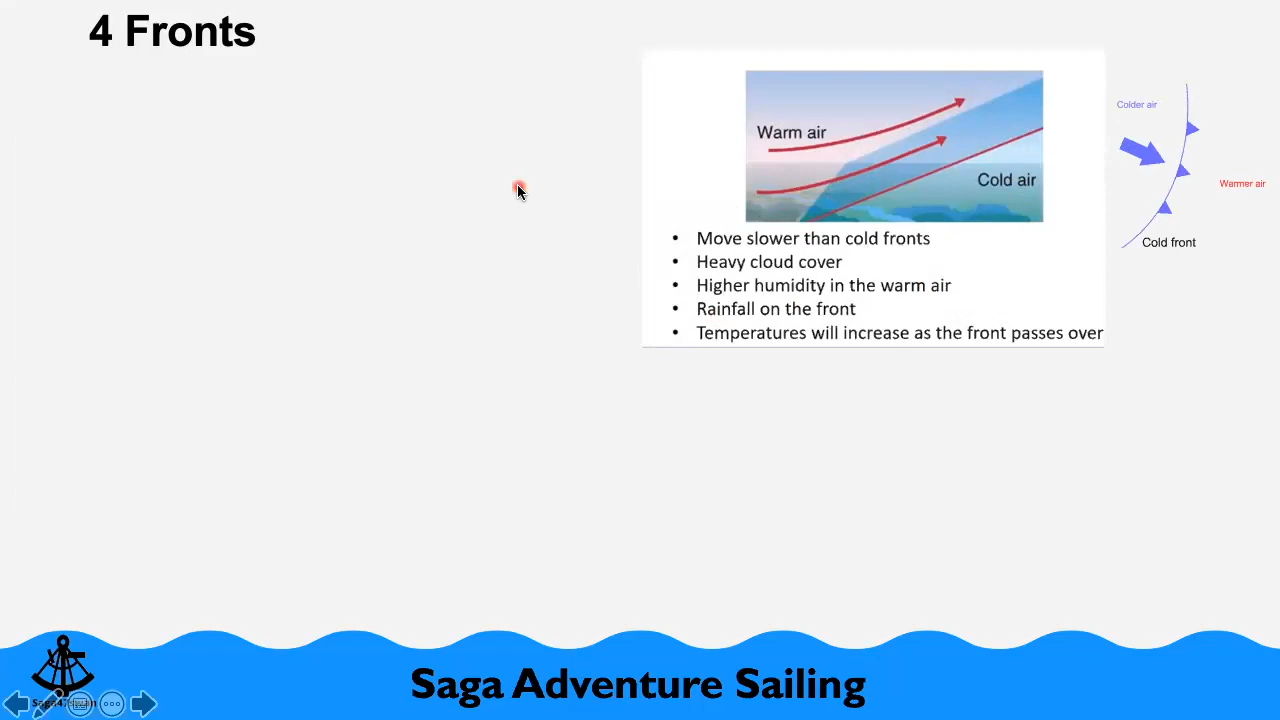 4 Fronts
Warm air
Cold air
• Move slower than cold fronts
• Heavy cloud cover
• Higher humidity in the warm air
• Rainfall on the front
• Temperatures will increase as the front passes over
Colder air
Warmer air
Cold front
Saga Adventure Sailing